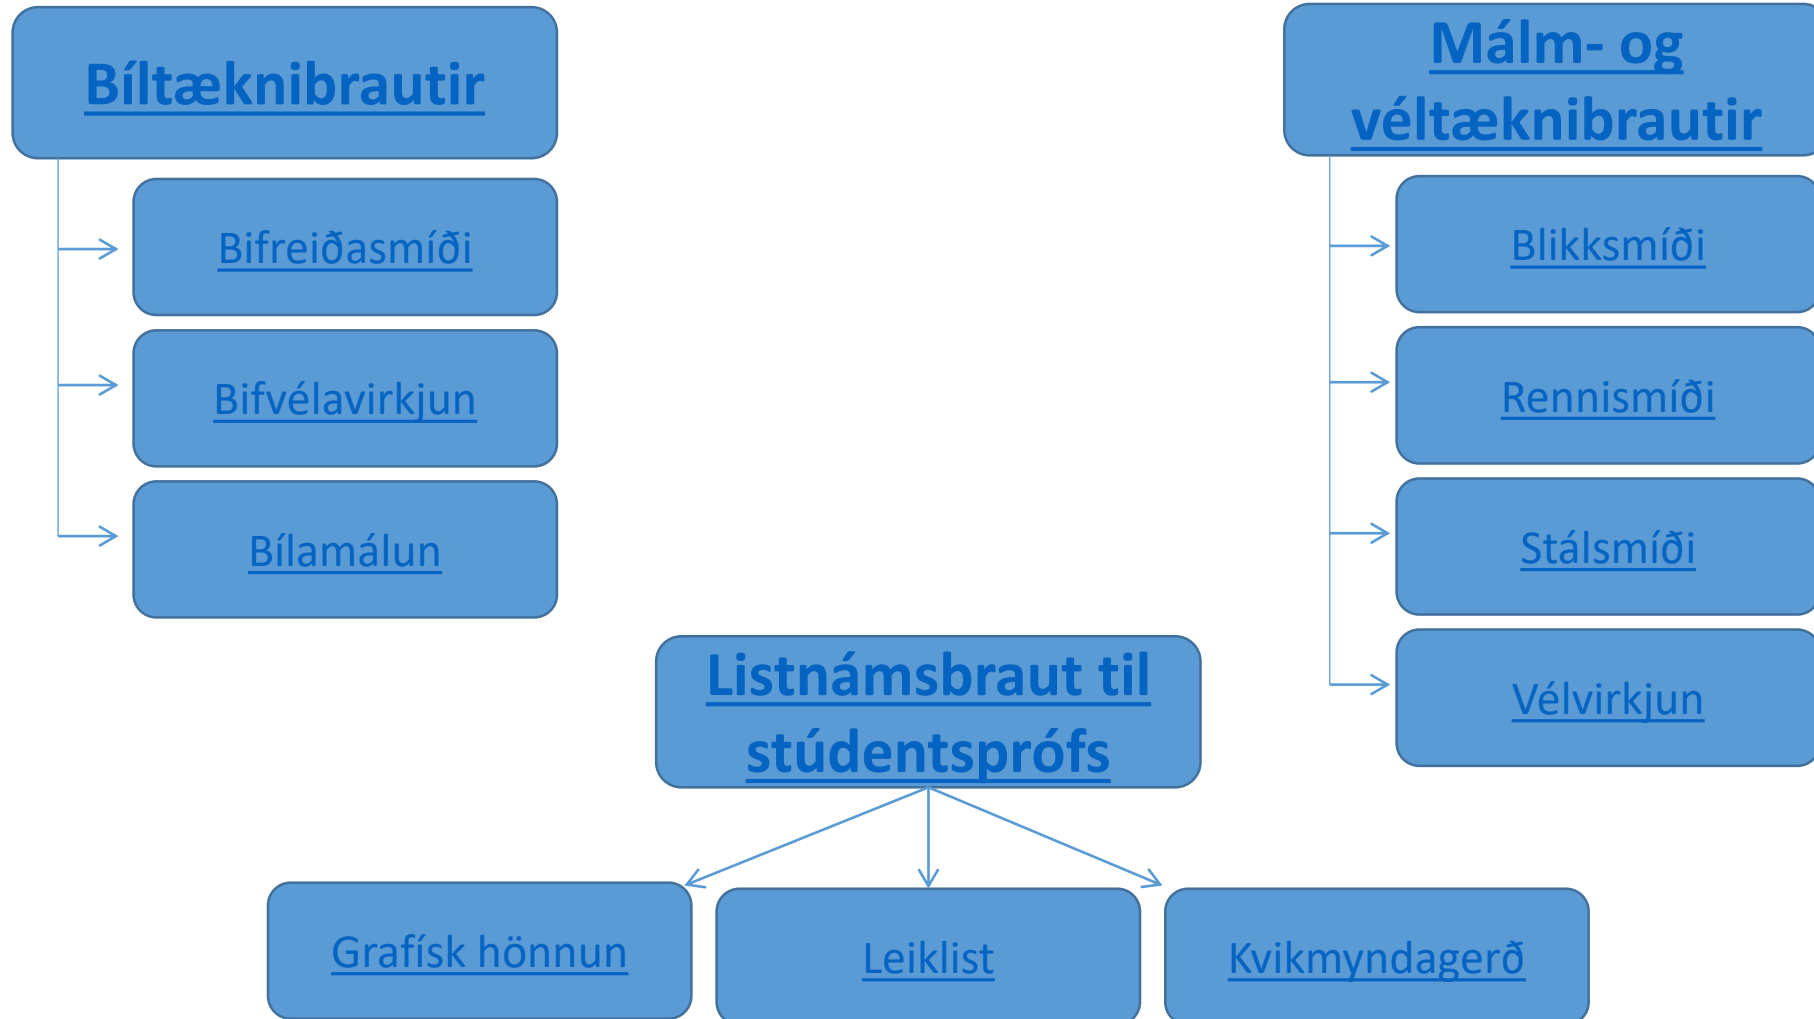 Bíltæknibrautir
Bifreiðasmíði
Bifvélavirkjun
Bílamálun
Málm- og
véltæknibrautir
Blikksmíði
Rennismíði
Stálsmíði
Vélvirkjun
Listnámsbraut til
stúdentsprófs
Grafísk hönnun
Leiklist
Kvikmyndagerð